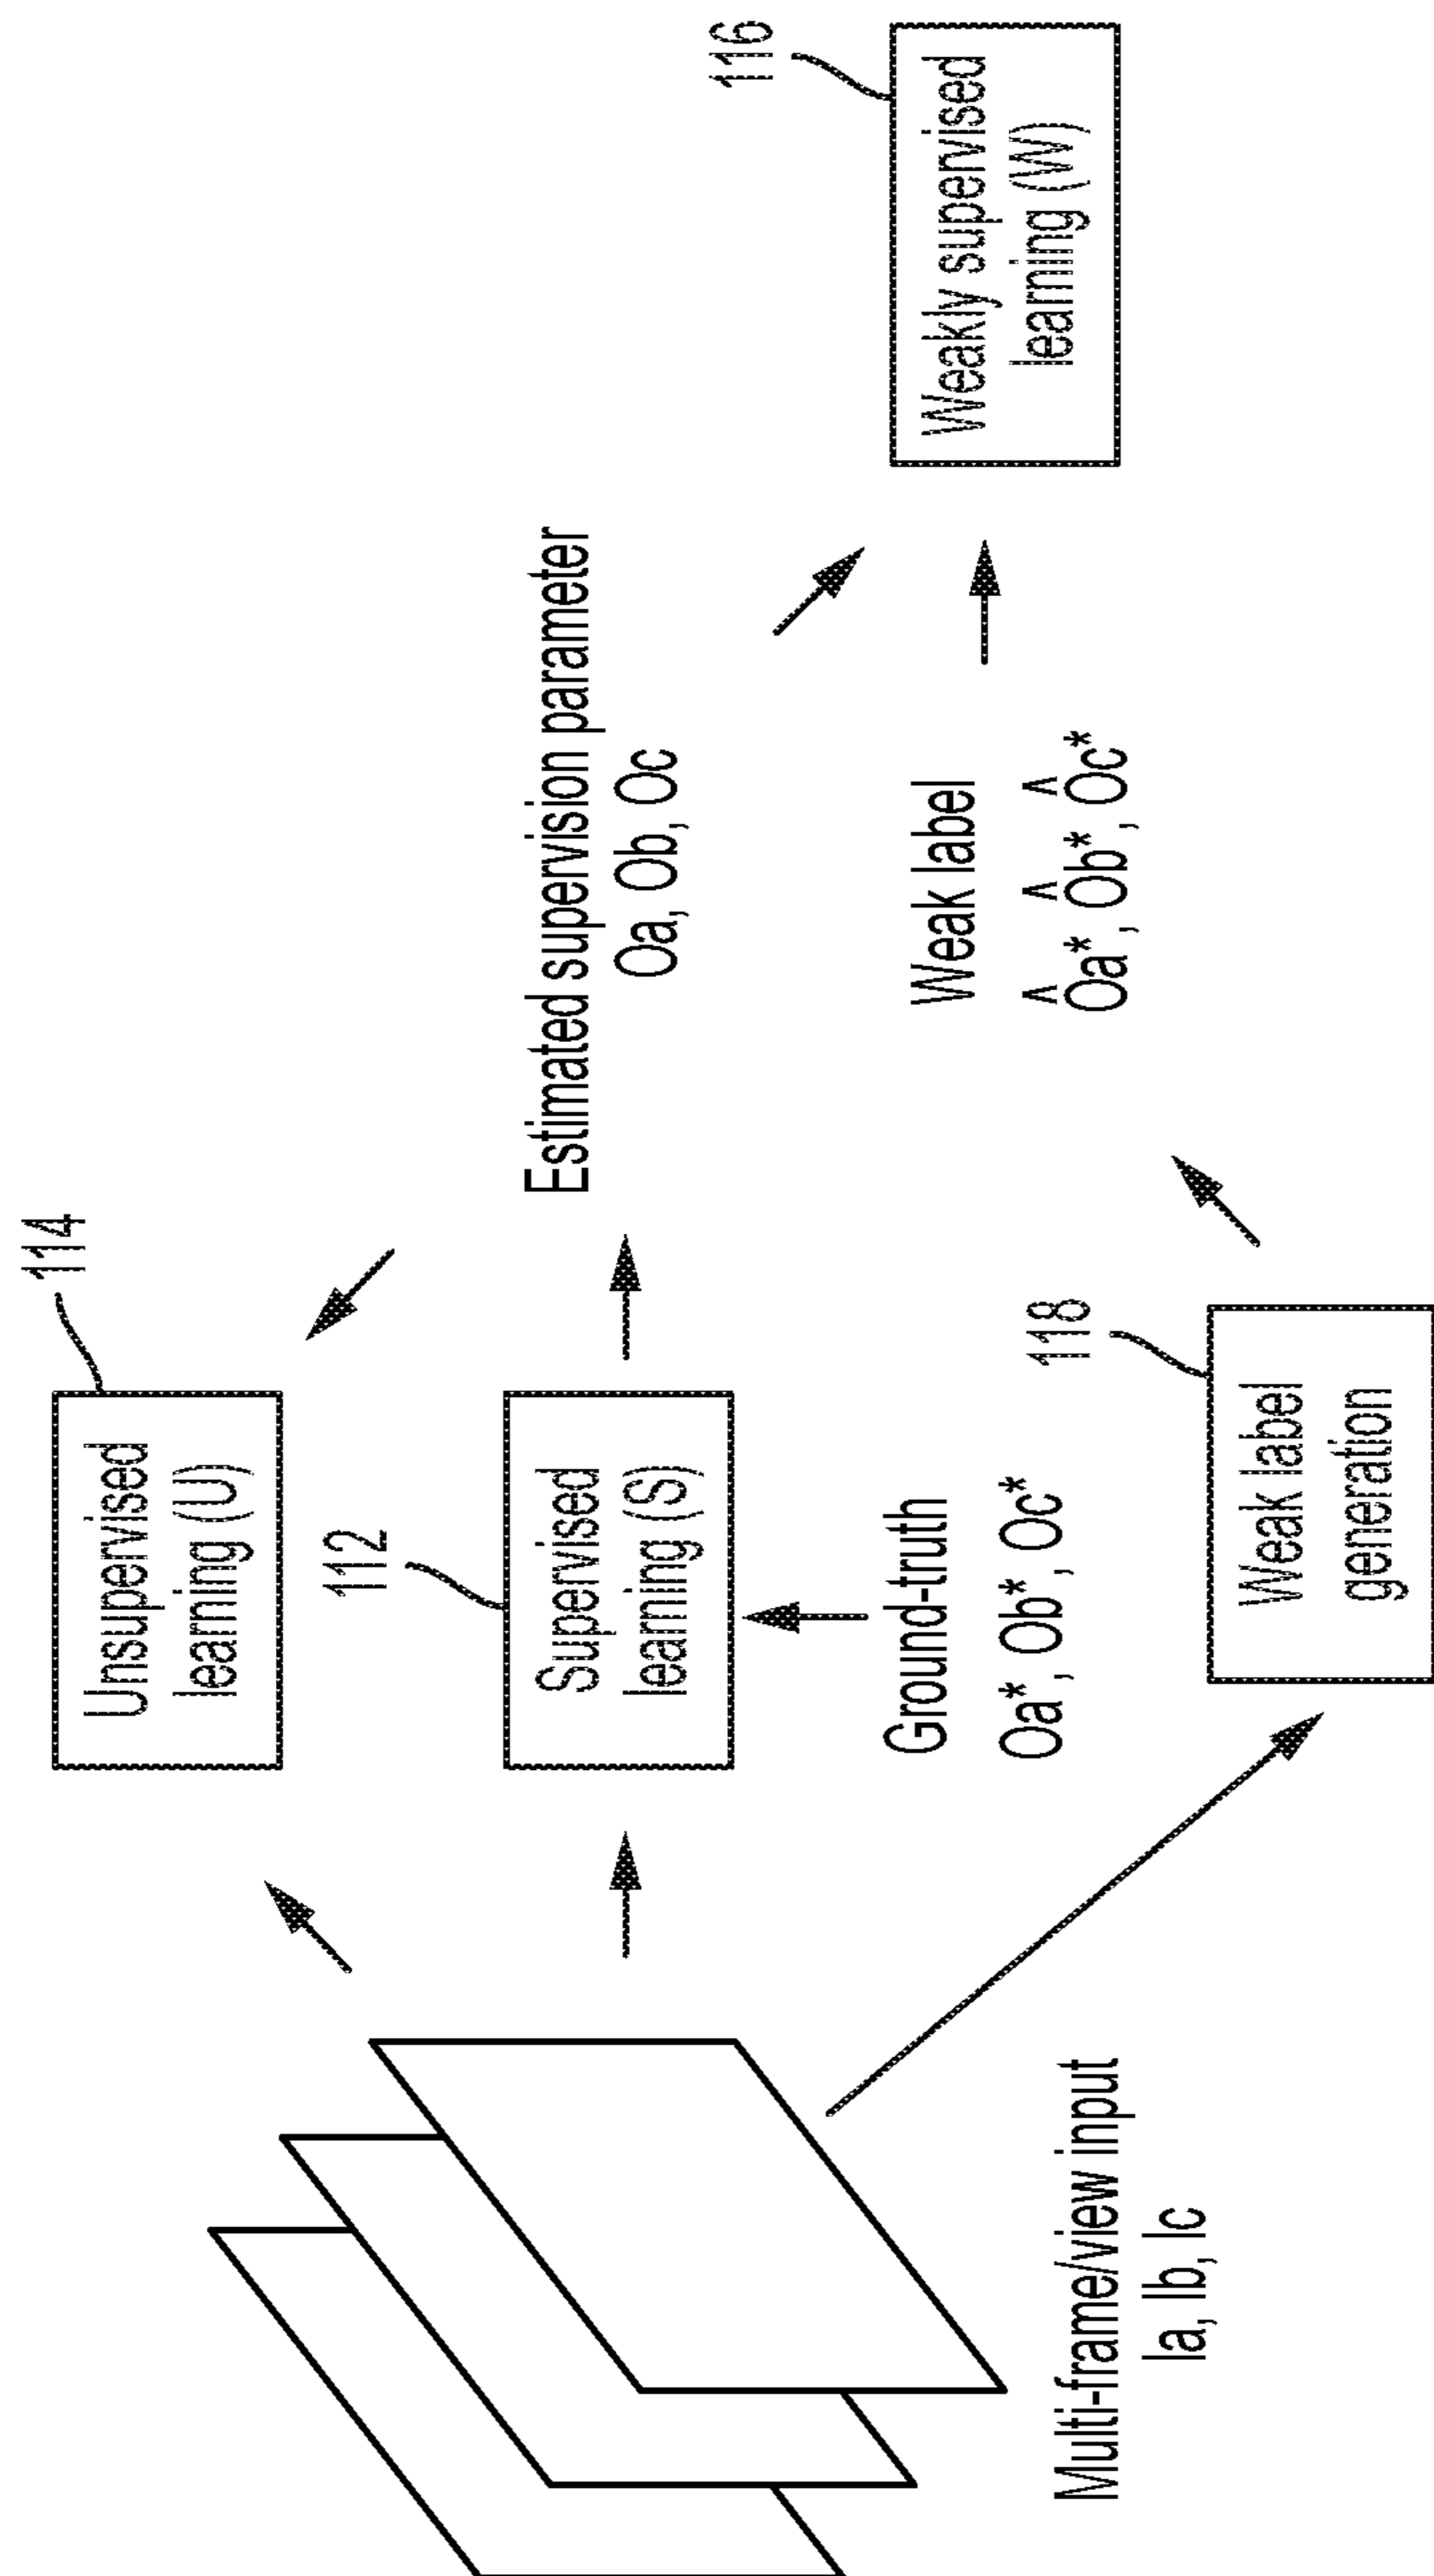 114
Unsupervised
learning (U)
112
Supervised
learning (S)
Ground-truth
Oa*, Ob*, Oc*
Multi-frame/view input
Ia, Ib, Ic
118
Weak label
generation
Estimated supervision parameter
Oa, Ob, Oc
Weak label
Ôa*, Ôb*, Ôc*
116
Weakly supervised
learning (W)